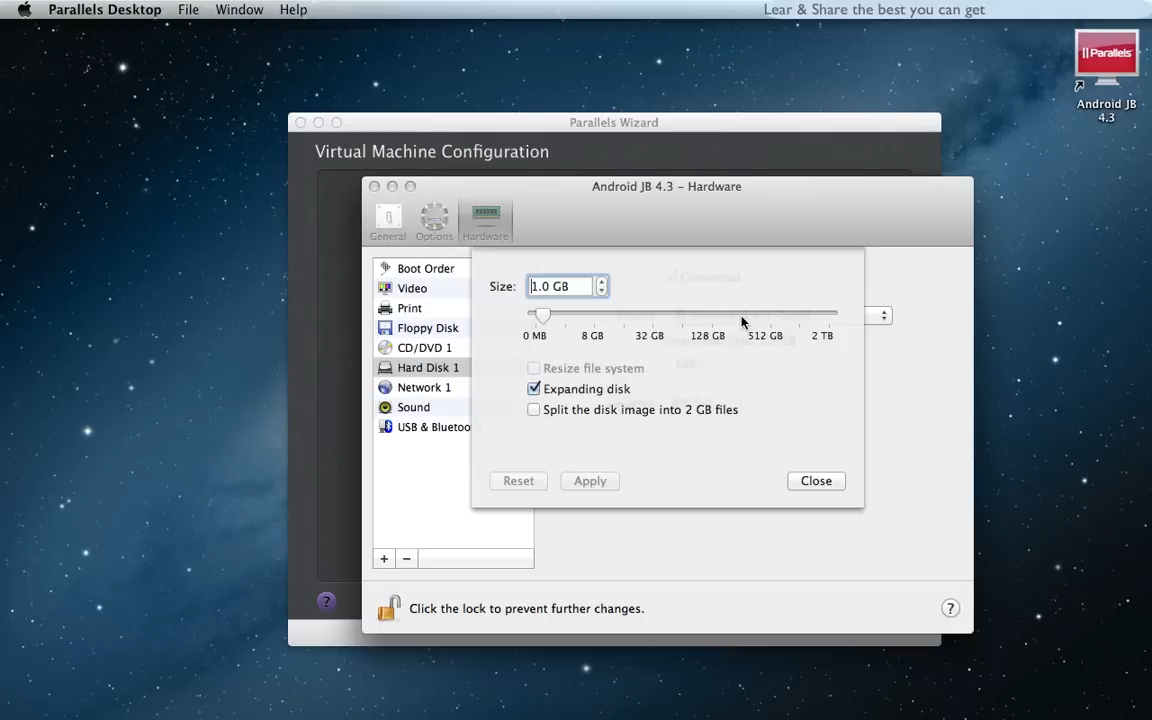 Parallels Desktop File Window Help
Lear & Share the best you can get
Parallels
Android JB
4.3
Parallels Wizard
Virtual Machine Configuration
Android JB 4.3 – Hardware
General Options Hardware
Boot Order
Video
Print
Floppy Disk
CD/DVD 1
Hard Disk 1
Network 1
Sound
USB & Bluetoo
Connected
Size: 1.0 GB
0 MB 8 GB 32 GB 128 GB 512 GB 2 TB
Resize file system
Expanding disk
Split the disk image into 2 GB files
Reset Apply Close
+ −
Click the lock to prevent further changes.
?
?